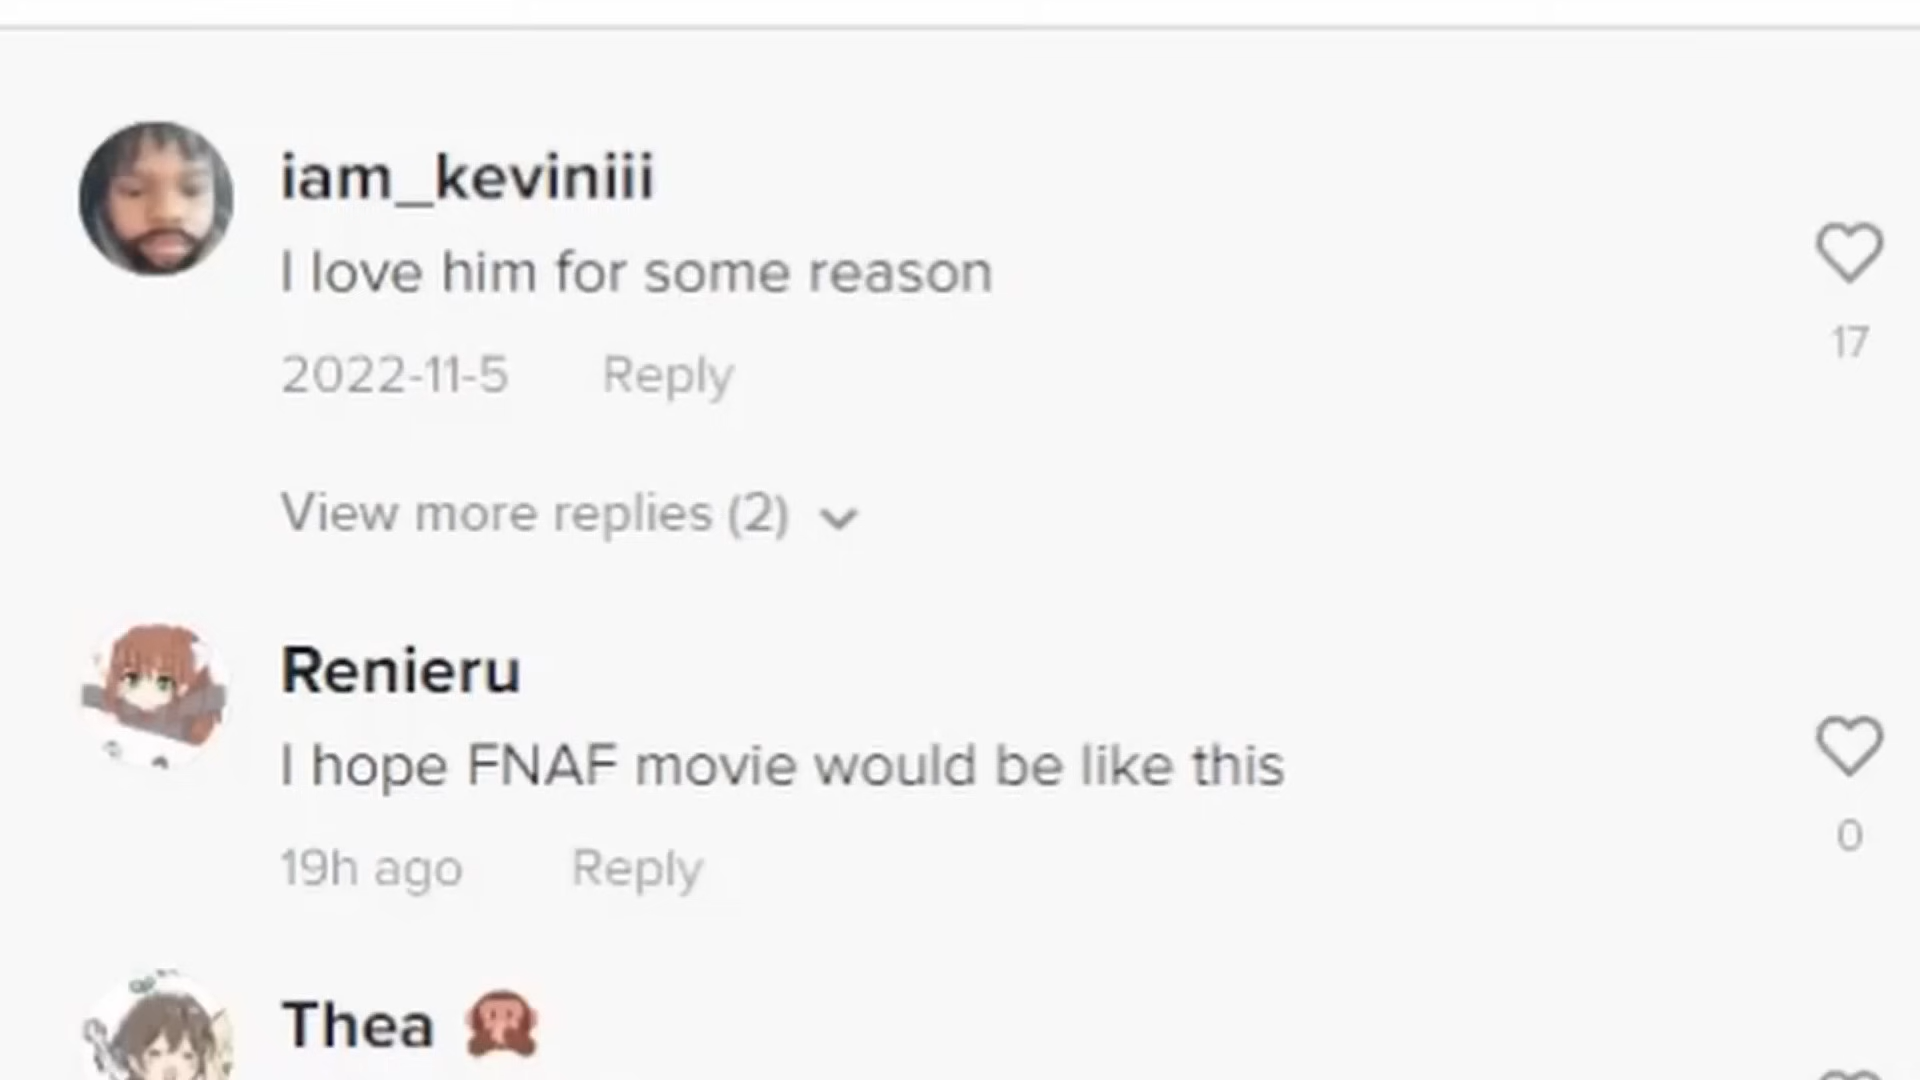 iam_keviniii
I love him for some reason
17
2022-11-5 Reply
View more replies (2)
Renieru
I hope FNAF movie would be like this
0
19h ago Reply
Thea